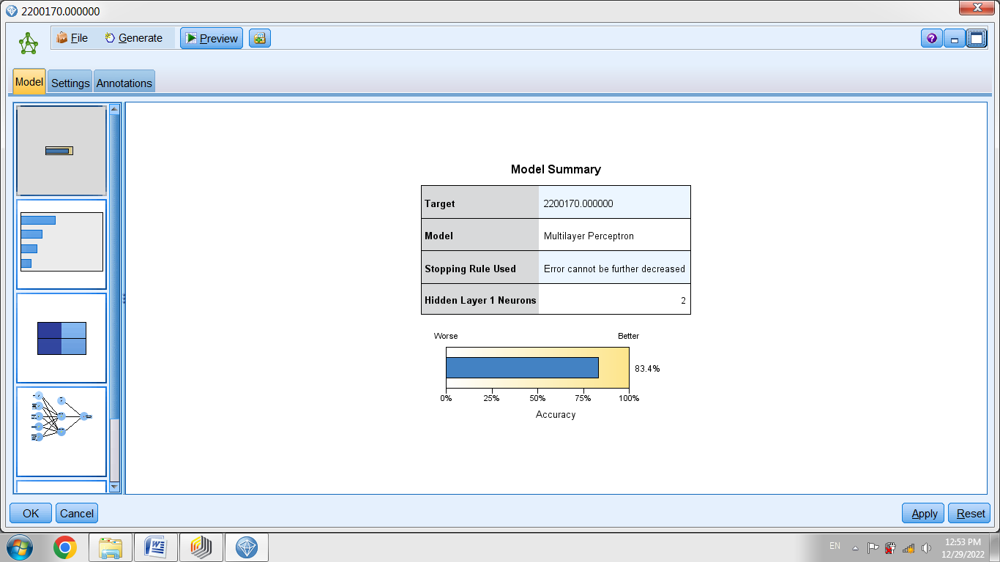 2200170.000000
File Generate Preview
Model Settings Annotations
Model Summary
Target 2200170.000000
Model Multilayer Perceptron
Stopping Rule Used Error cannot be further decreased
Hidden Layer 1 Neurons 2
Worse Better
83.4%
0% 25% 50% 75% 100%
Accuracy
OK Cancel Apply Reset
EN 12:53 PM
12/29/2022